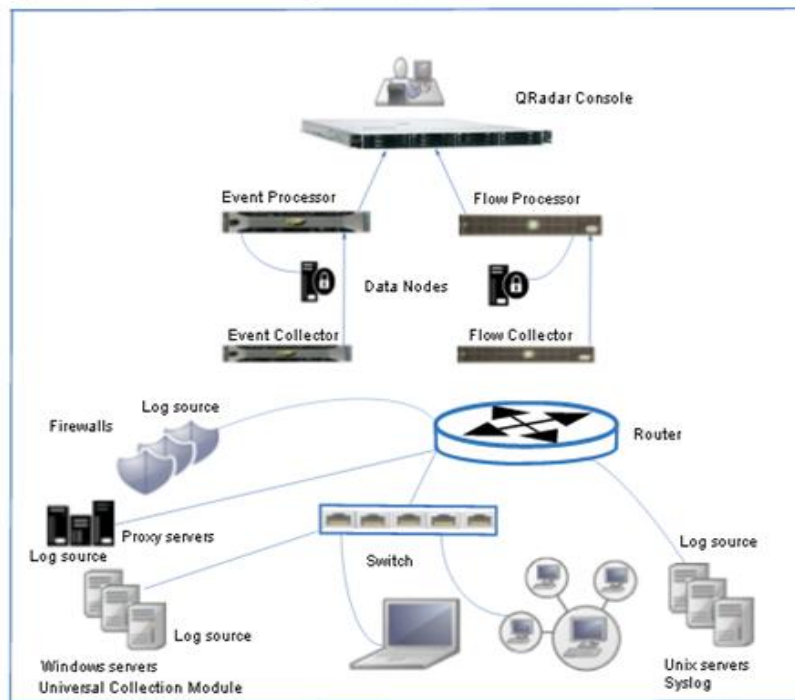 QRadar Console
Event Processor
Flow Processor
Data Nodes
Event Collector
Flow Collector
Log source
Firewalls
Router
Proxy servers
Log source
Switch
Log source
Log source
Windows servers
Universal Collection Module
Unix servers
Syslog